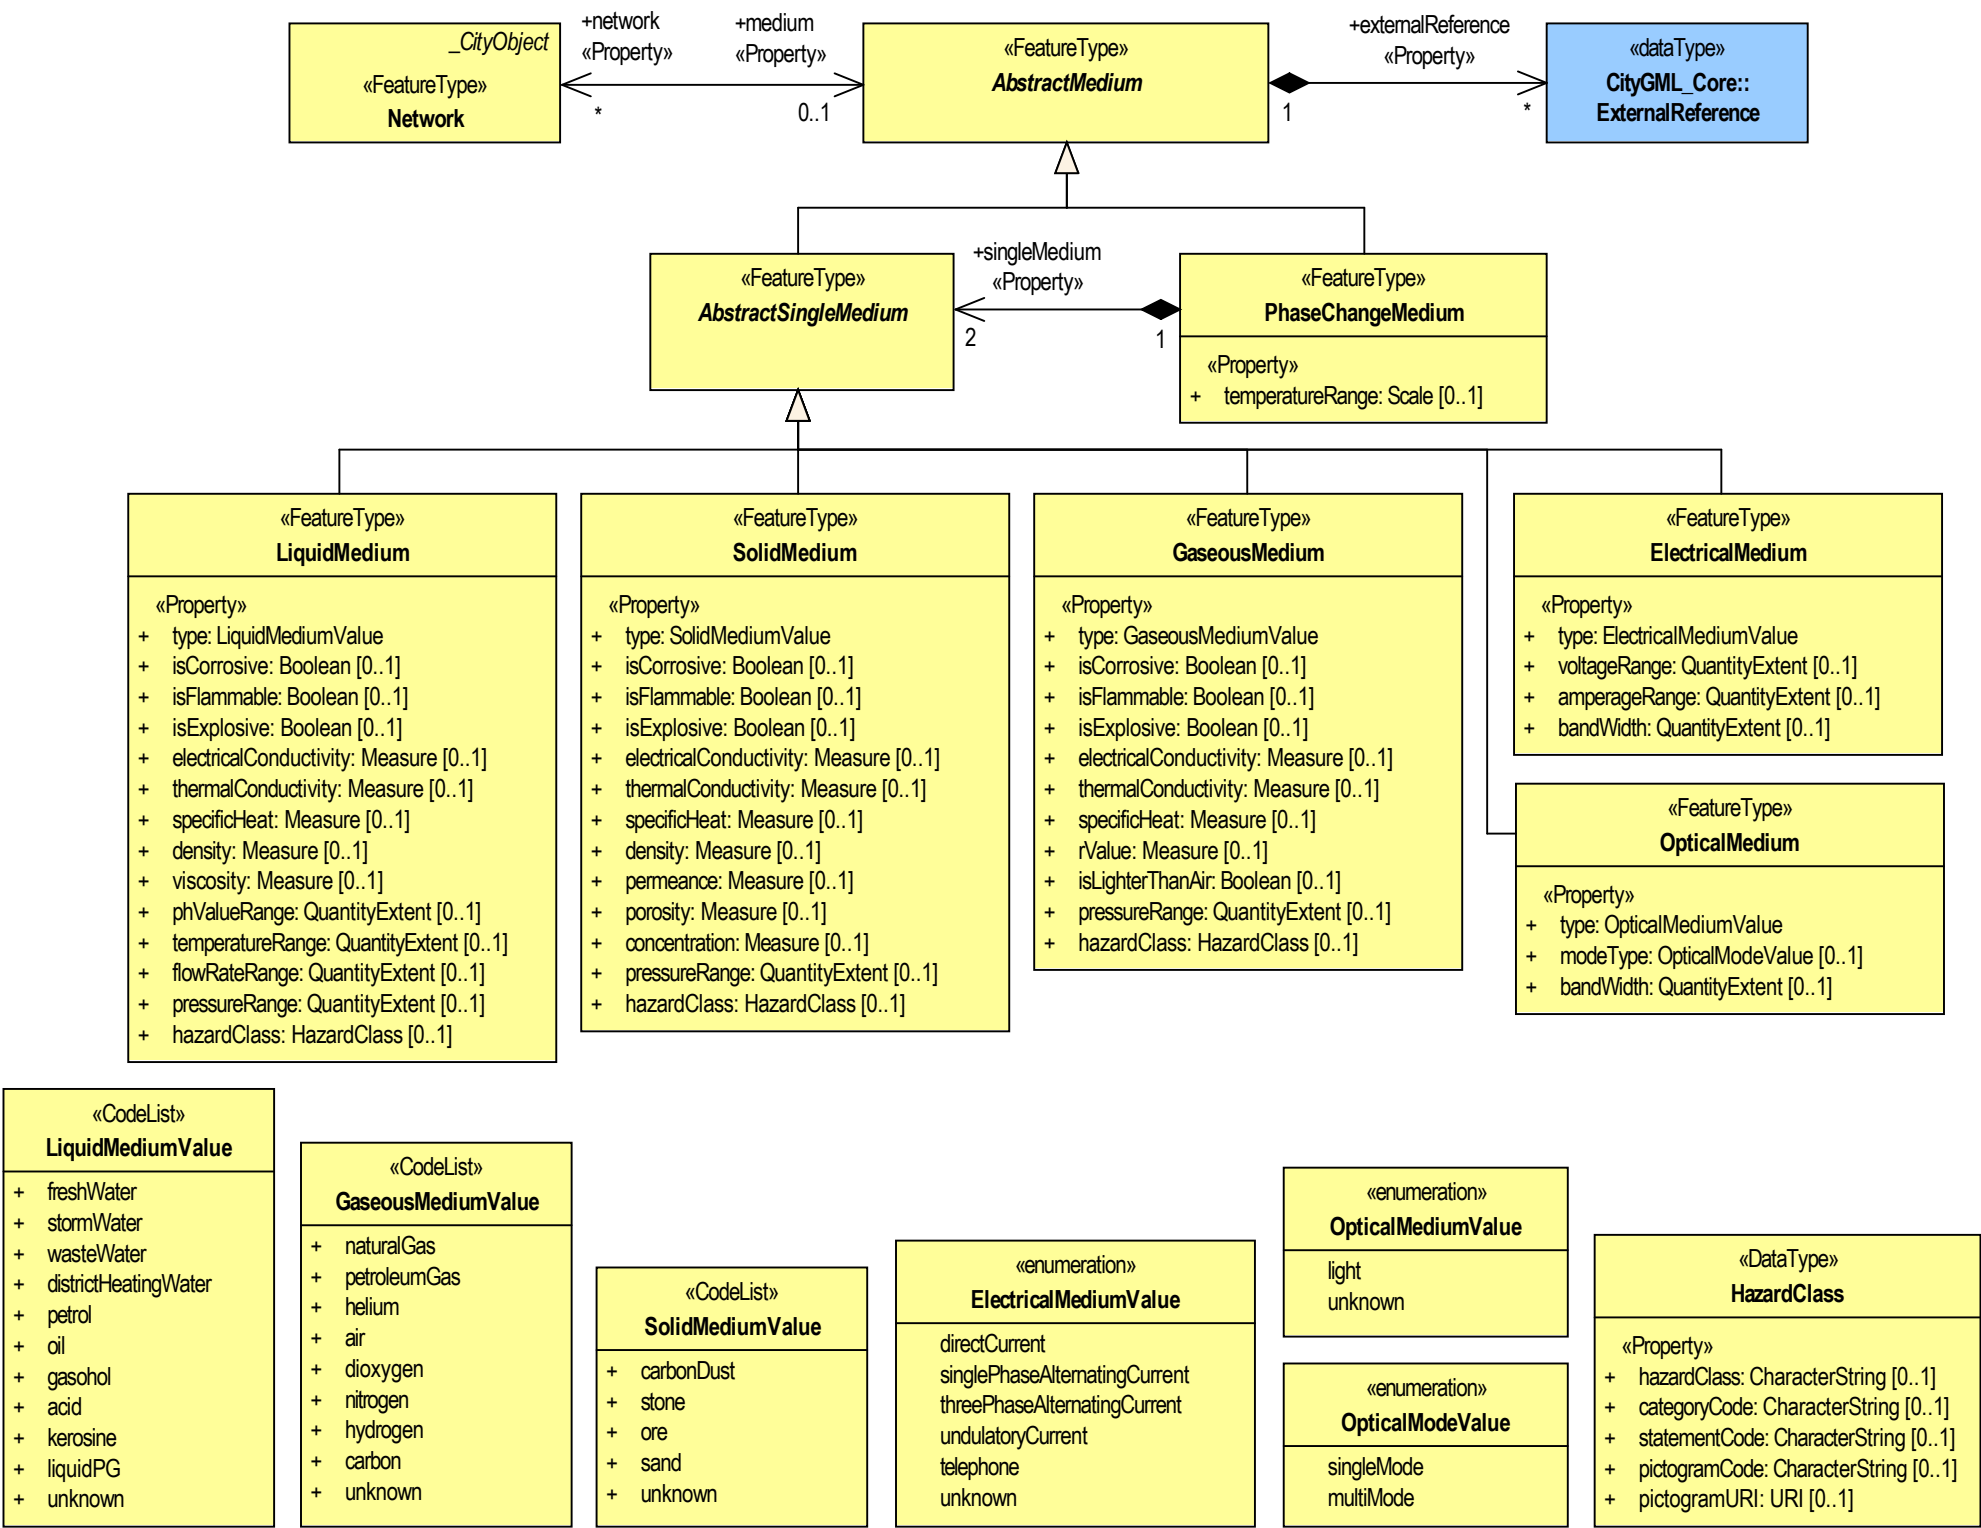 _CityObject
«FeatureType»
Network
+network
«Property»
*
+medium
«Property»
0..1
«FeatureType»
AbstractMedium
1
+externalReference
«Property»
*
«dataType»
CityGML_Core::
ExternalReference
«FeatureType»
AbstractSingleMedium
+singleMedium
«Property»
2
1
«FeatureType»
PhaseChangeMedium
«Property»
+ temperatureRange: Scale [0..1]
«FeatureType»
LiquidMedium
«Property»
+ type: LiquidMediumValue
+ isCorrosive: Boolean [0..1]
+ isFlammable: Boolean [0..1]
+ isExplosive: Boolean [0..1]
+ electricalConductivity: Measure [0..1]
+ thermalConductivity: Measure [0..1]
+ specificHeat: Measure [0..1]
+ density: Measure [0..1]
+ viscosity: Measure [0..1]
+ phValueRange: QuantityExtent [0..1]
+ temperatureRange: QuantityExtent [0..1]
+ flowRateRange: QuantityExtent [0..1]
+ pressureRange: QuantityExtent [0..1]
+ hazardClass: HazardClass [0..1]
«FeatureType»
SolidMedium
«Property»
+ type: SolidMediumValue
+ isCorrosive: Boolean [0..1]
+ isFlammable: Boolean [0..1]
+ isExplosive: Boolean [0..1]
+ electricalConductivity: Measure [0..1]
+ thermalConductivity: Measure [0..1]
+ specificHeat: Measure [0..1]
+ density: Measure [0..1]
+ permeance: Measure [0..1]
+ porosity: Measure [0..1]
+ concentration: Measure [0..1]
+ pressureRange: QuantityExtent [0..1]
+ hazardClass: HazardClass [0..1]
«FeatureType»
GaseousMedium
«Property»
+ type: GaseousMediumValue
+ isCorrosive: Boolean [0..1]
+ isFlammable: Boolean [0..1]
+ isExplosive: Boolean [0..1]
+ electricalConductivity: Measure [0..1]
+ thermalConductivity: Measure [0..1]
+ specificHeat: Measure [0..1]
+ rValue: Measure [0..1]
+ isLighterThanAir: Boolean [0..1]
+ pressureRange: QuantityExtent [0..1]
+ hazardClass: HazardClass [0..1]
«FeatureType»
ElectricalMedium
«Property»
+ type: ElectricalMediumValue
+ voltageRange: QuantityExtent [0..1]
+ amperageRange: QuantityExtent [0..1]
+ bandWidth: QuantityExtent [0..1]
«FeatureType»
OpticalMedium
«Property»
+ type: OpticalMediumValue
+ modeType: OpticalModeValue [0..1]
+ bandWidth: QuantityExtent [0..1]
«CodeList»
LiquidMediumValue
+ freshWater
+ stormWater
+ wasteWater
+ districtHeatingWater
+ petrol
+ oil
+ gasohol
+ acid
+ kerosine
+ liquidPG
+ unknown
«CodeList»
GaseousMediumValue
+ naturalGas
+ petroleumGas
+ helium
+ air
+ dioxygen
+ nitrogen
+ hydrogen
+ carbon
+ unknown
«CodeList»
SolidMediumValue
+ carbonDust
+ stone
+ ore
+ sand
+ unknown
«enumeration»
ElectricalMediumValue
directCurrent
singlePhaseAlternatingCurrent
threePhaseAlternatingCurrent
undulatoryCurrent
telephone
unknown
«enumeration»
OpticalMediumValue
light
unknown
«enumeration»
OpticalModeValue
singleMode
multiMode
«DataType»
HazardClass
«Property»
+ hazardClass: CharacterString [0..1]
+ categoryCode: CharacterString [0..1]
+ statementCode: CharacterString [0..1]
+ pictogramCode: CharacterString [0..1]
+ pictogramURI: URI [0..1]